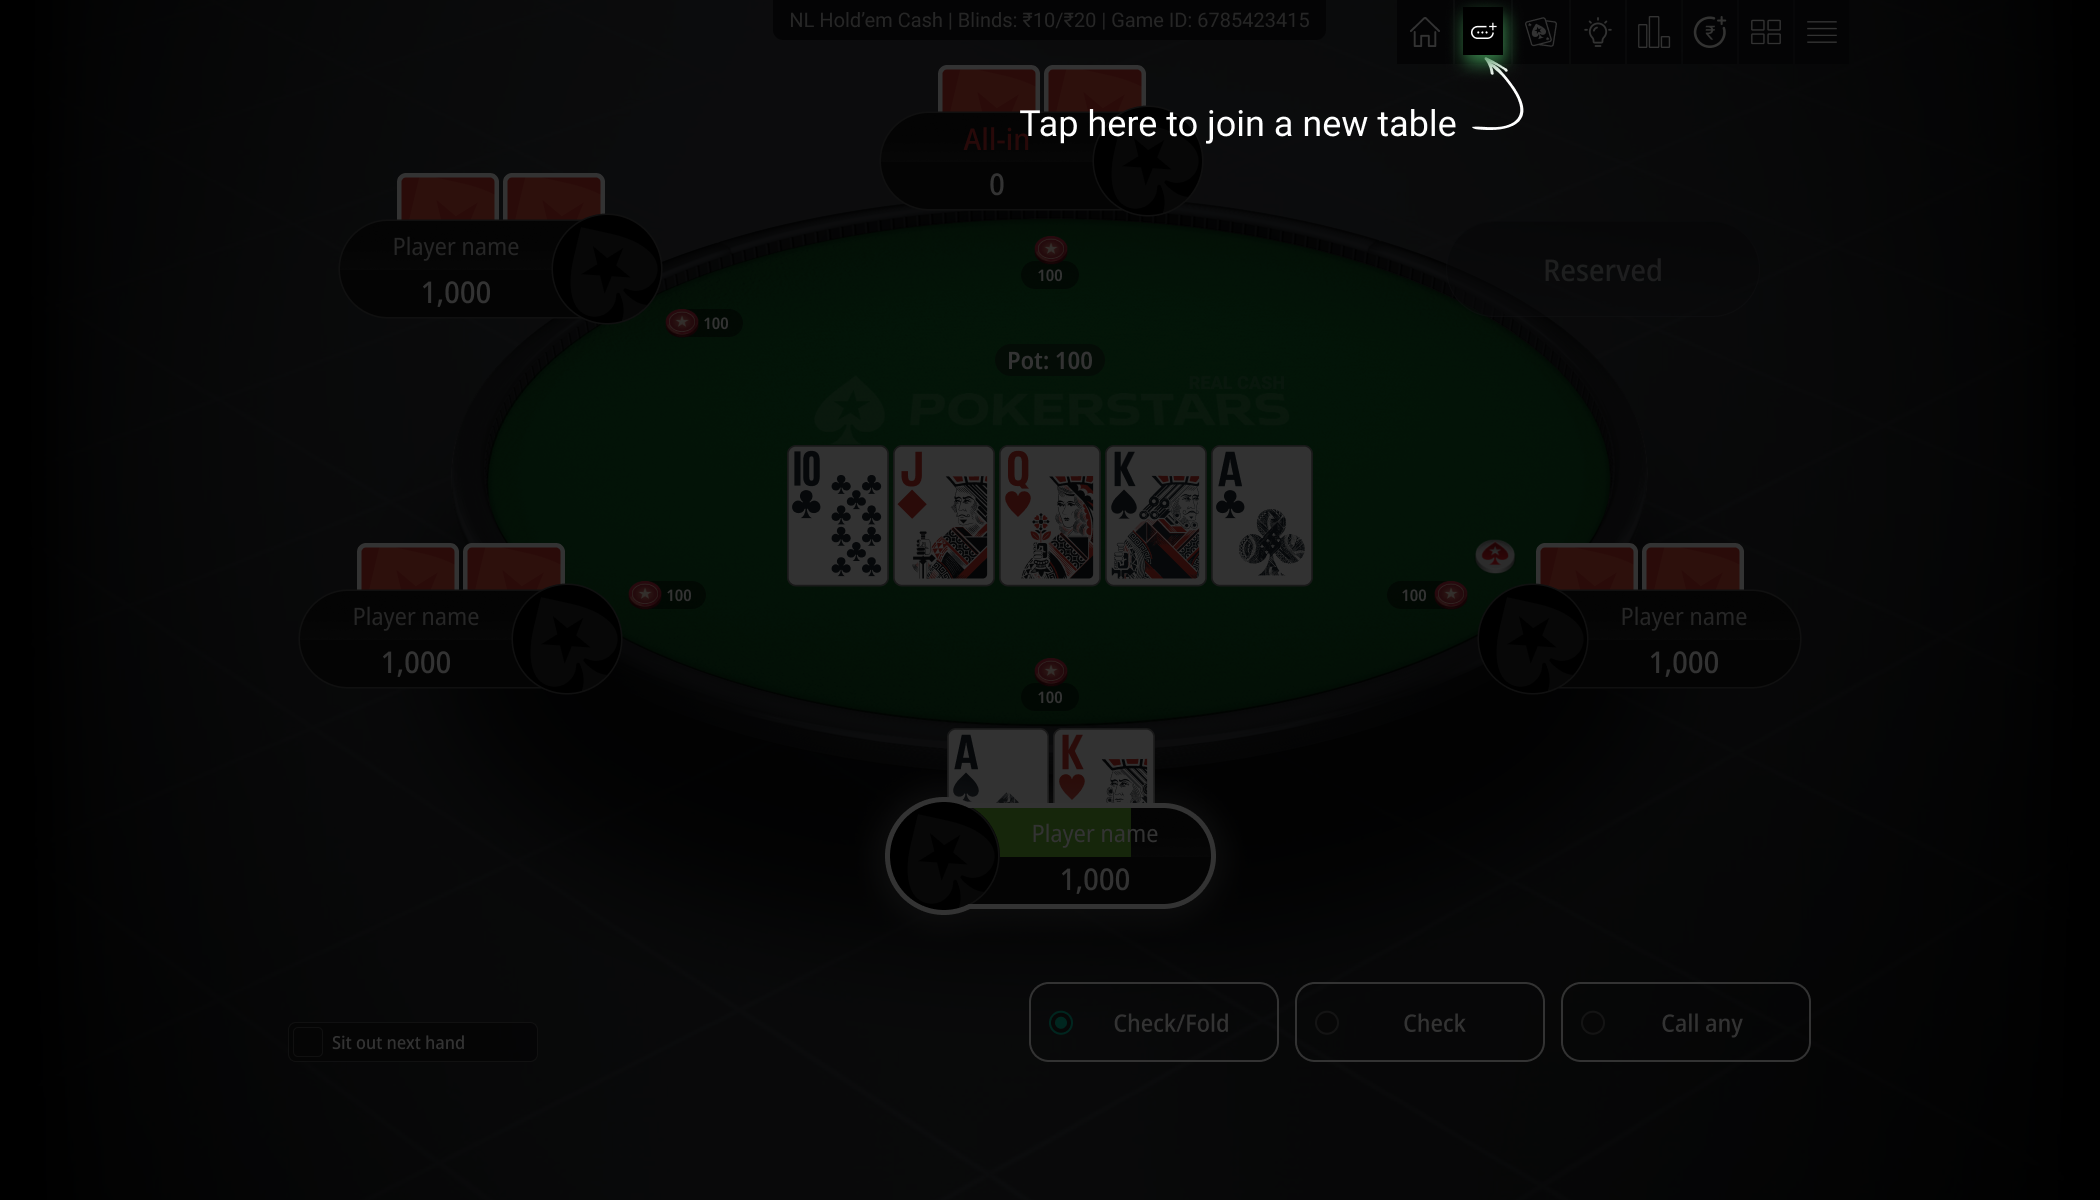 NL Hold'em Cash | Blinds: ₹10/₹20 | Game ID: 6785423415
Tap here to join a new table
All-in
0
Player name
1,000
Reserved
100
100
Pot: 100
REAL CASH
POKERSTARS
10
J
Q
K
A
Player name
1,000
100
100
Player name
1,000
100
A
K
Player name
1,000
Check/Fold
Check
Call any
Sit out next hand